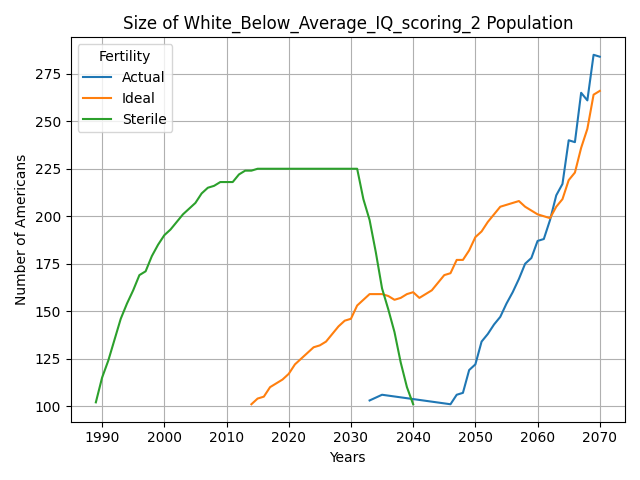 Size of White_Below_Average_IQ_scoring_2 Population
Fertility
Actual
Ideal
Sterile
Number of Americans
275
250
225
200
175
150
125
100
1990 2000 2010 2020 2030 2040 2050 2060 2070
Years